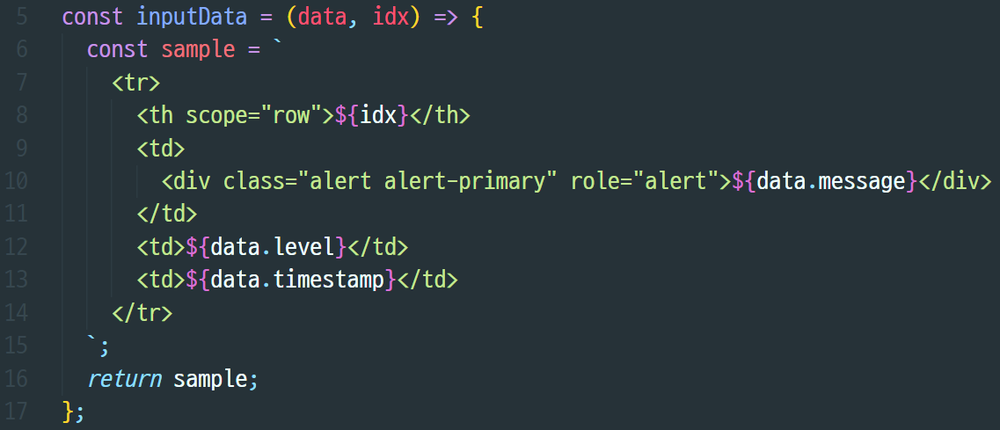 5 const inputData = (data, idx) => {
6 const sample = `
7 <tr>
8 <th scope="row">${idx}</th>
9 <td>
10 <div class="alert alert-primary" role="alert">${data.message}</div>
11 </td>
12 <td>${data.level}</td>
13 <td>${data.timestamp}</td>
14 </tr>
15 `;
16 return sample;
17 };